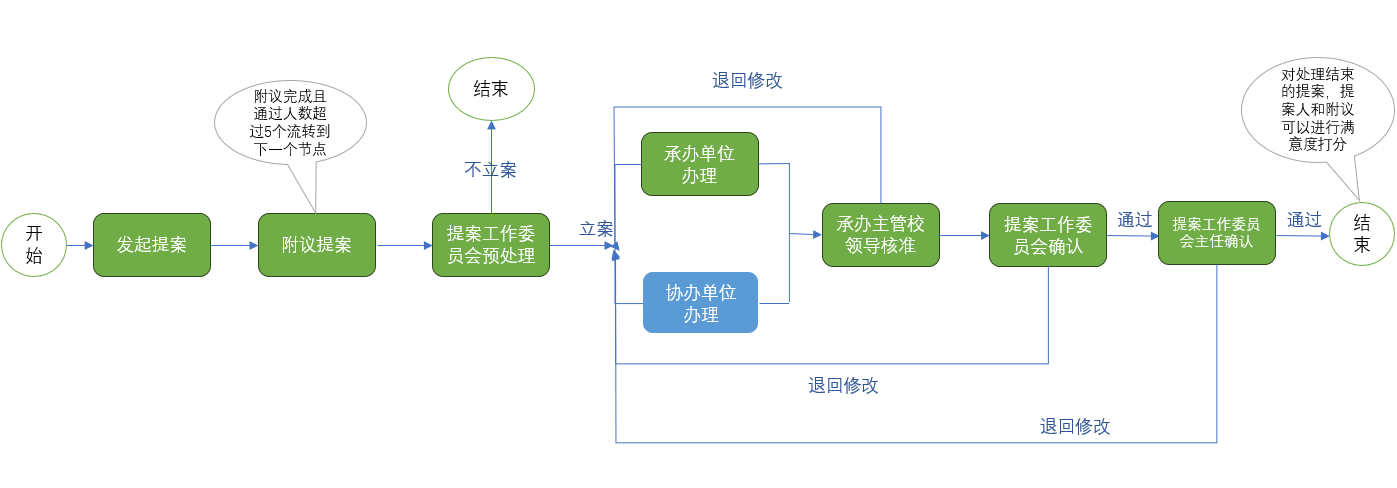 开
始
发起提案
附议完成且
通过人数超
过5个流转到
下一个节点
附议提案
结束
不立案
提案工作委
员会预处理
立案
退回修改
承办单位
办理
协办单位
办理
承办主管校
领导核准
提案工作委
员会确认
退回修改
通过
提案工作委员
会主任确认
退回修改
通过
对处理结束
的提案，提
案人和附议
可以进行满
意度打分
结
束